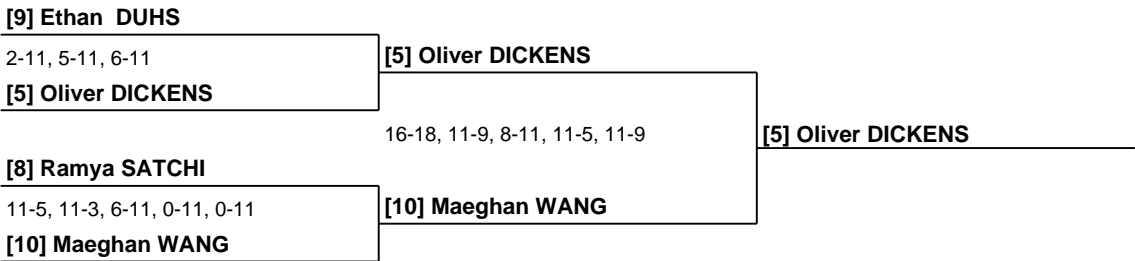 [9] Ethan DUHS
2-11, 5-11, 6-11
[5] Oliver DICKENS
[5] Oliver DICKENS
16-18, 11-9, 8-11, 11-5, 11-9
[5] Oliver DICKENS
[8] Ramya SATCHI
11-5, 11-3, 6-11, 0-11, 0-11
[10] Maeghan WANG
[10] Maeghan WANG